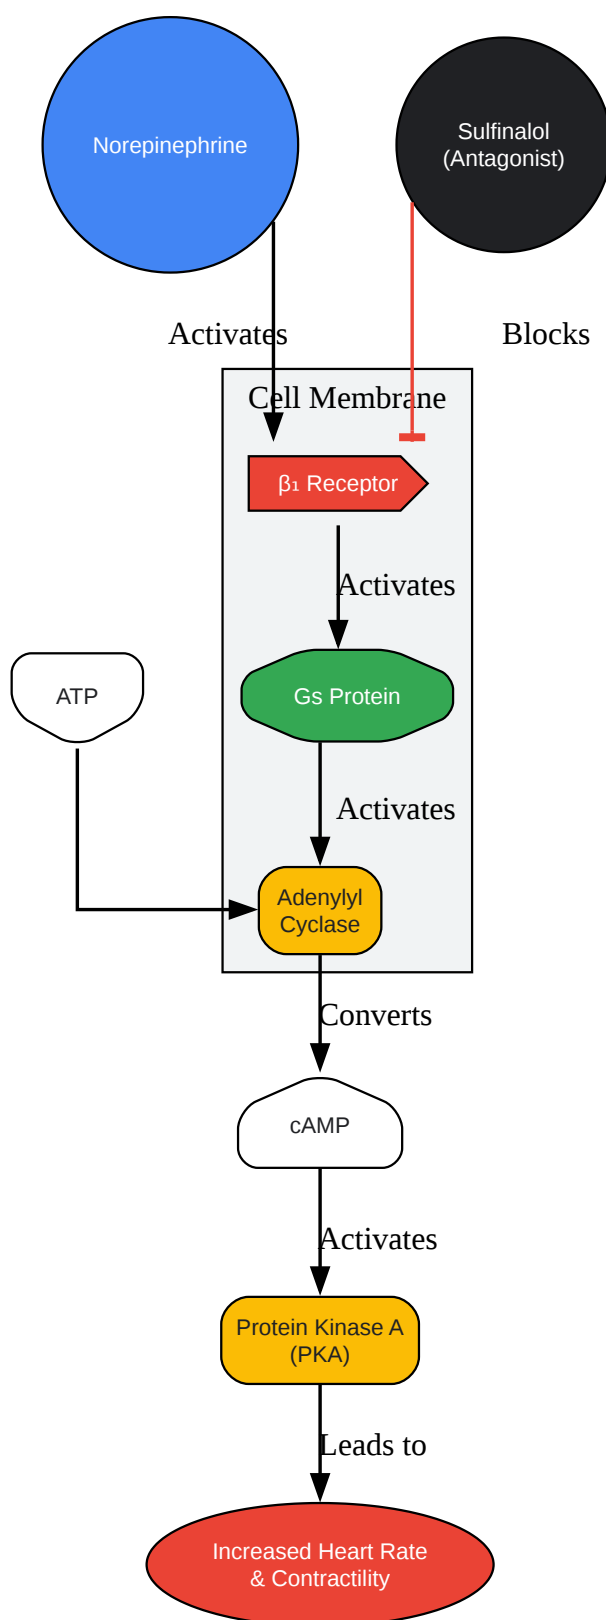 Norepinephrine
Sulfinalol
(Antagonist)
Activates
Blocks
Cell Membrane
β₁ Receptor
Activates
ATP
Gs Protein
Activates
Adenylyl
Cyclase
Converts
cAMP
Activates
Protein Kinase A
(PKA)
Leads to
Increased Heart Rate
& Contractility